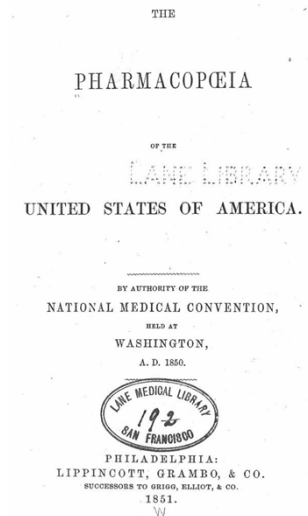 THE
PHARMACOPŒIA
OF THE
LANE LIBRARY
UNITED STATES OF AMERICA.
BY AUTHORITY OF THE
NATIONAL MEDICAL CONVENTION,
HELD AT
WASHINGTON,
A. D. 1850.
LANE MEDICAL LIBRARY
192
SAN FRANCISCO
PHILADELPHIA:
LIPPINCOTT, GRAMBO, & CO.
SUCCESSORS TO GRIGG, ELLIOT, & CO.
1851.
W